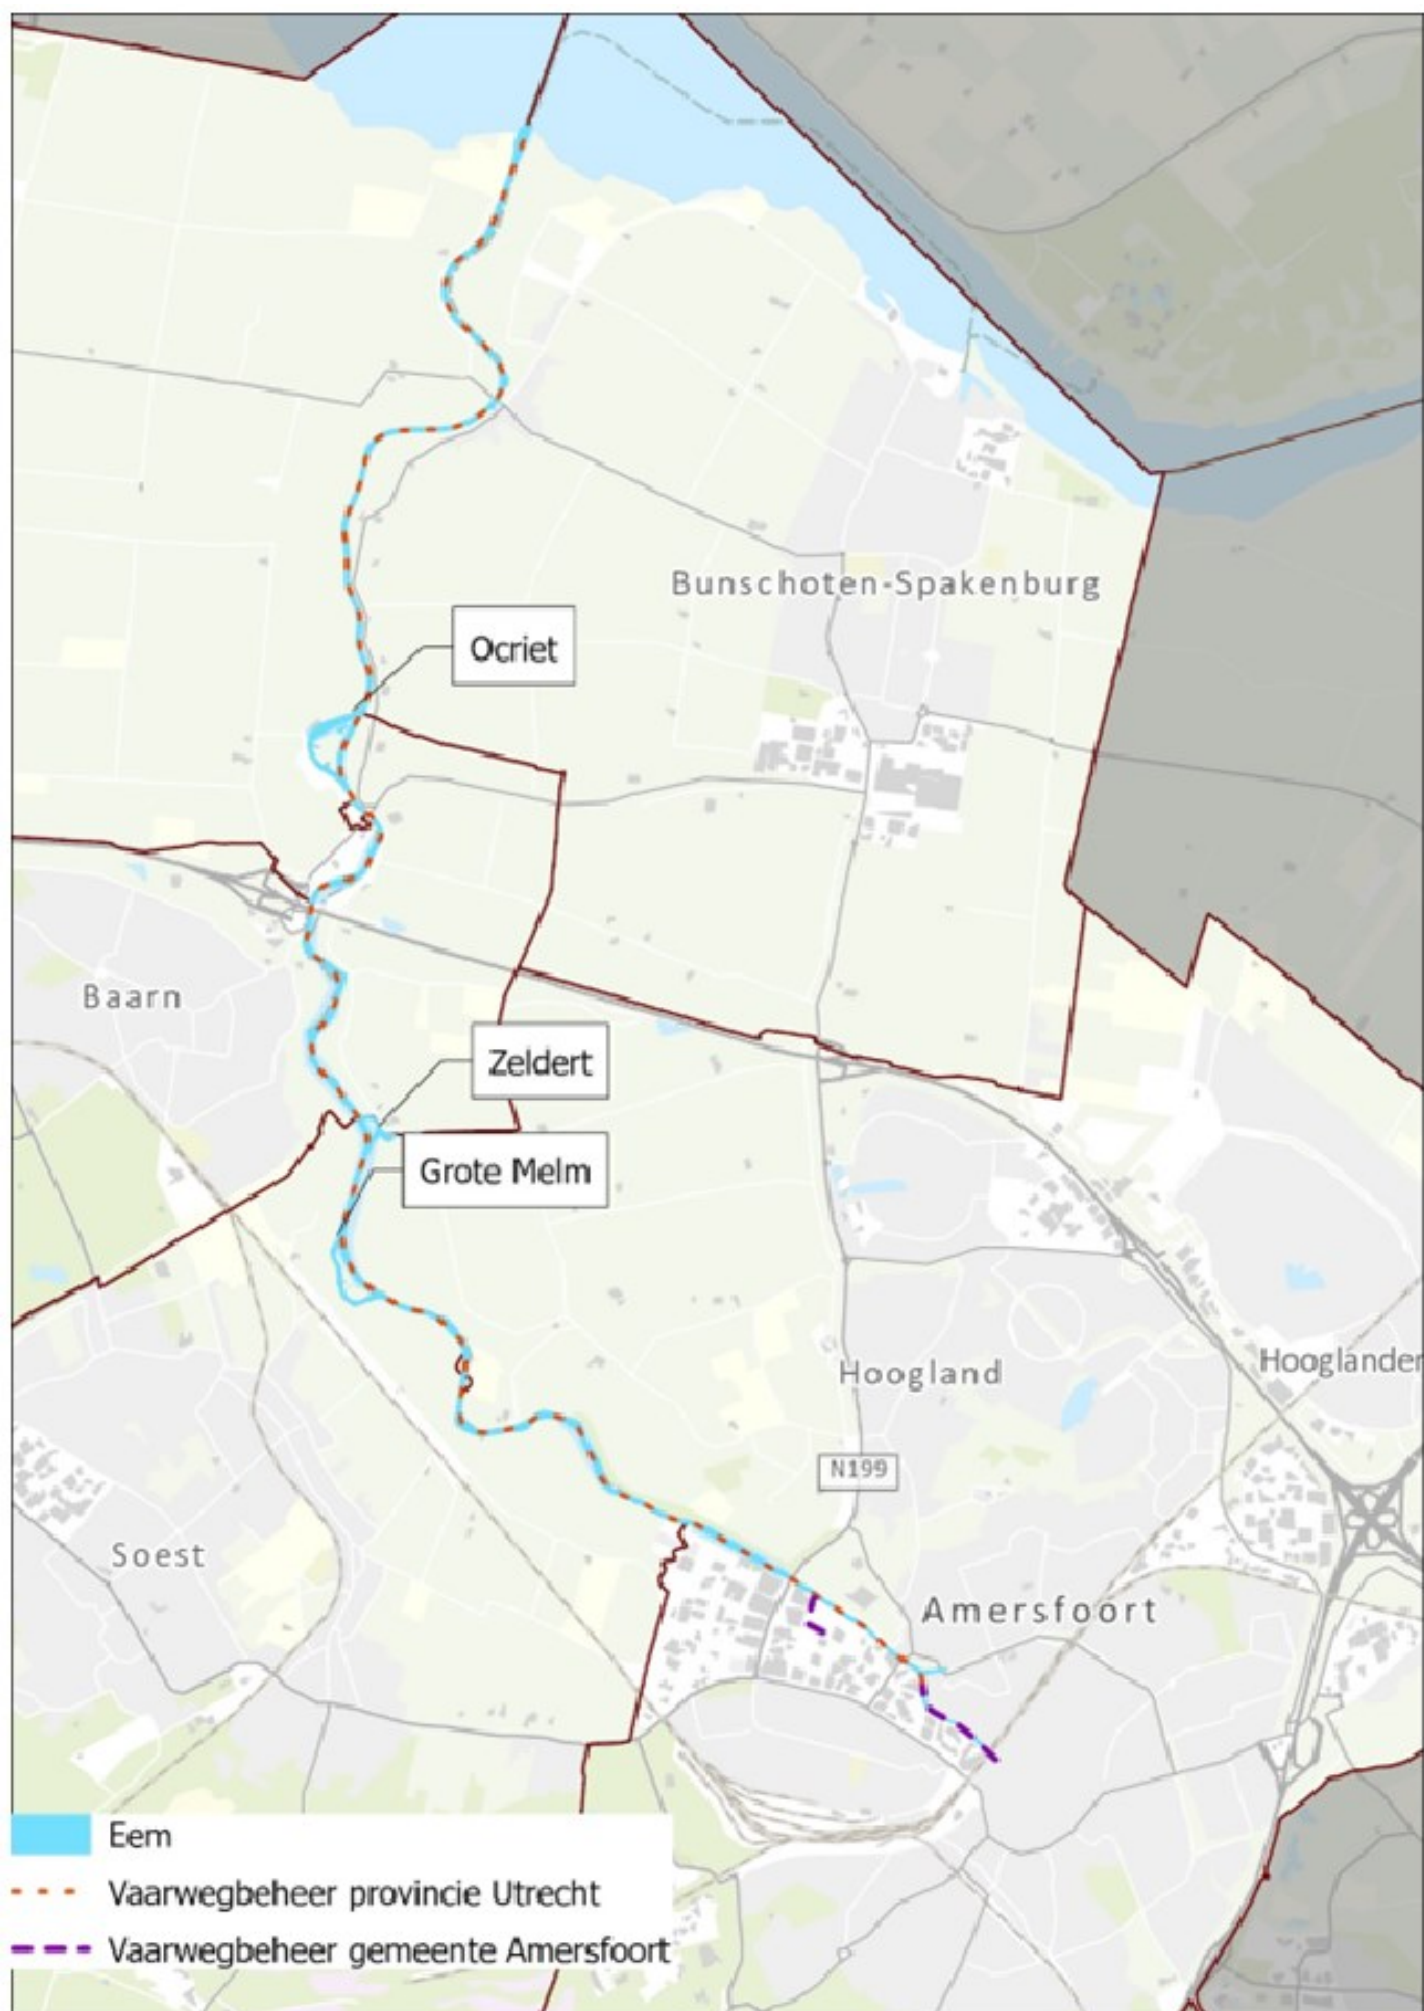 Bunschoten-Spakenburg
Ocriet
Baarn
Zeldert
Grote Melm
Hoogland
Hooglander
N199
Soest
Amersfoort
Eem
Vaarwegbeheer provincie Utrecht
Vaarwegbeheer gemeente Amersfoort